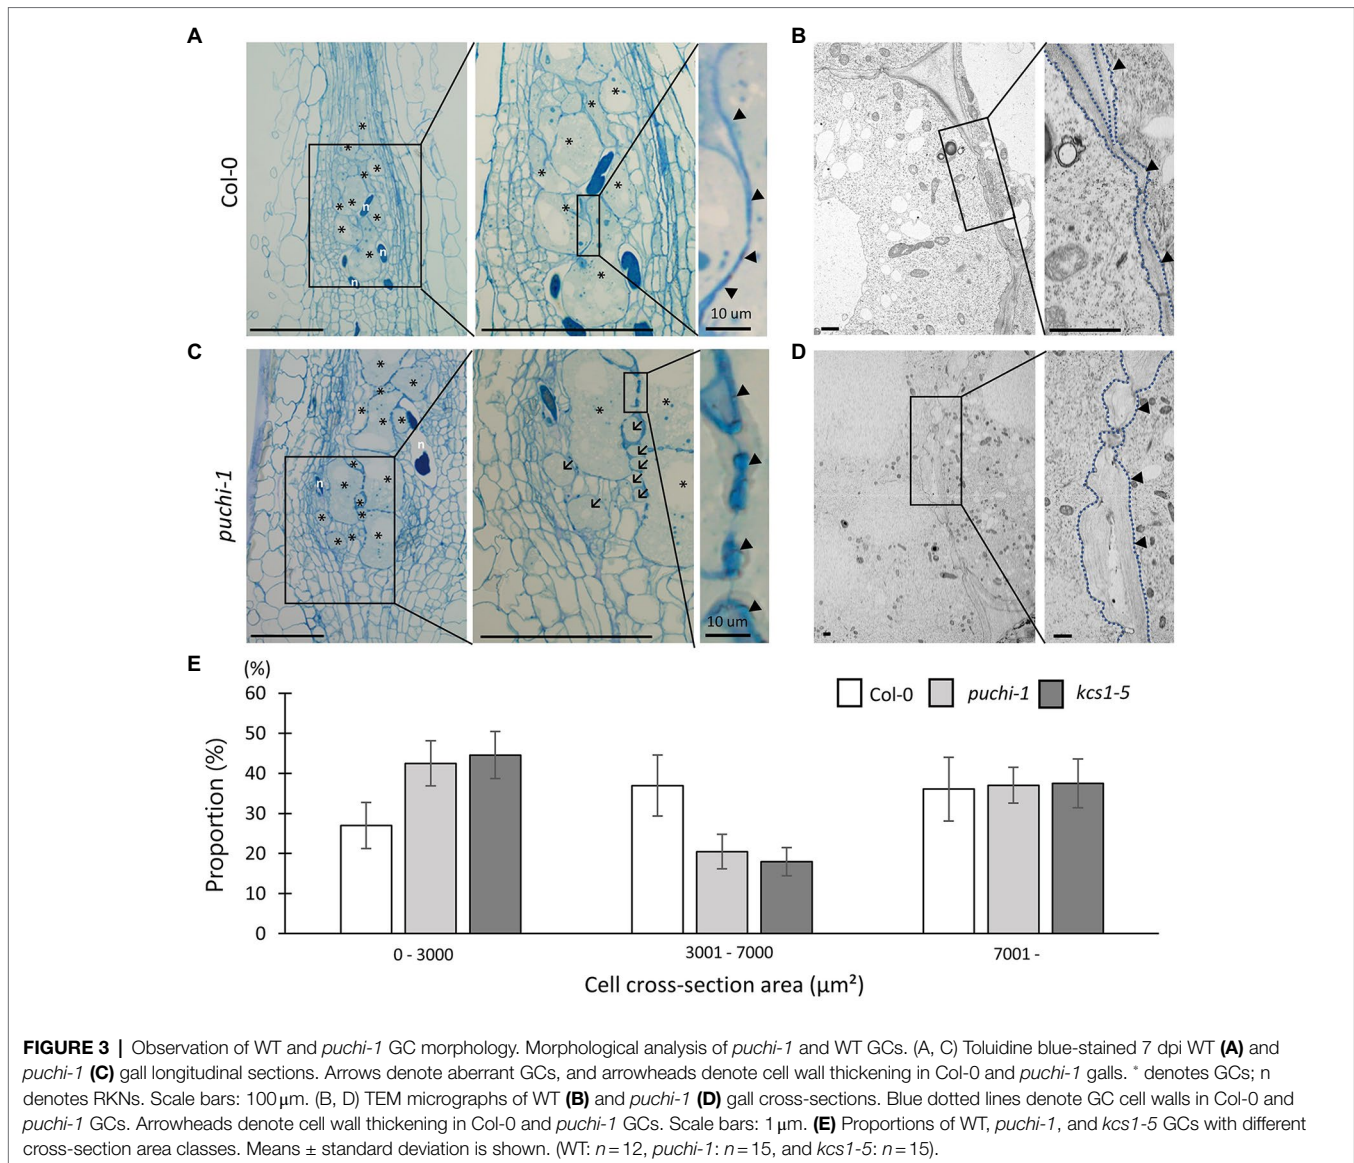 A
B
Col-0
n
n
n
10 um
C
D
puchi-1
n
n
10 um
E
(%)
Col-0 puchi-1 kcs1-5
60
50
40
30
20
10
0
Proportion (%)
0 - 3000 3001 - 7000 7001 -
Cell cross-section area (µm²)
FIGURE 3 | Observation of WT and puchi-1 GC morphology. Morphological analysis of puchi-1 and WT GCs. (A, C) Toluidine blue-stained 7 dpi WT (A) and
puchi-1 (C) gall longitudinal sections. Arrows denote aberrant GCs, and arrowheads denote cell wall thickening in Col-0 and puchi-1 galls. * denotes GCs; n
denotes RKNs. Scale bars: 100 µm. (B, D) TEM micrographs of WT (B) and puchi-1 (D) gall cross-sections. Blue dotted lines denote GC cell walls in Col-0 and
puchi-1 GCs. Arrowheads denote cell wall thickening in Col-0 and puchi-1 GCs. Scale bars: 1 µm. (E) Proportions of WT, puchi-1, and kcs1-5 GCs with different
cross-section area classes. Means ± standard deviation is shown. (WT: n = 12, puchi-1: n = 15, and kcs1-5: n = 15).